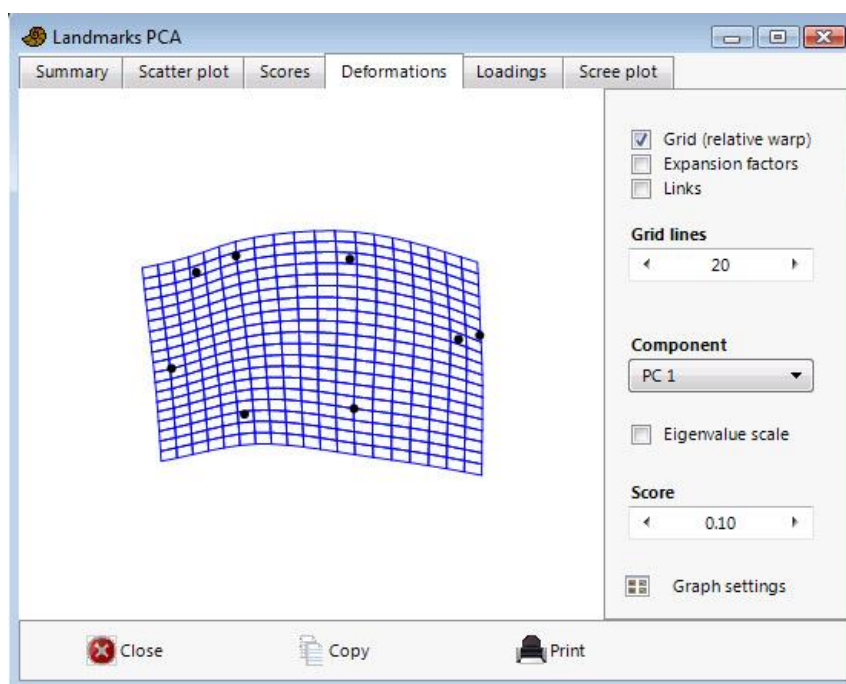 Landmarks PCA
Summary Scatter plot Scores Deformations Loadings Scree plot
Grid (relative warp)
Expansion factors
Links
Grid lines
20
Component
PC 1
Eigenvalue scale
Score
0.10
Graph settings
Close Copy Print